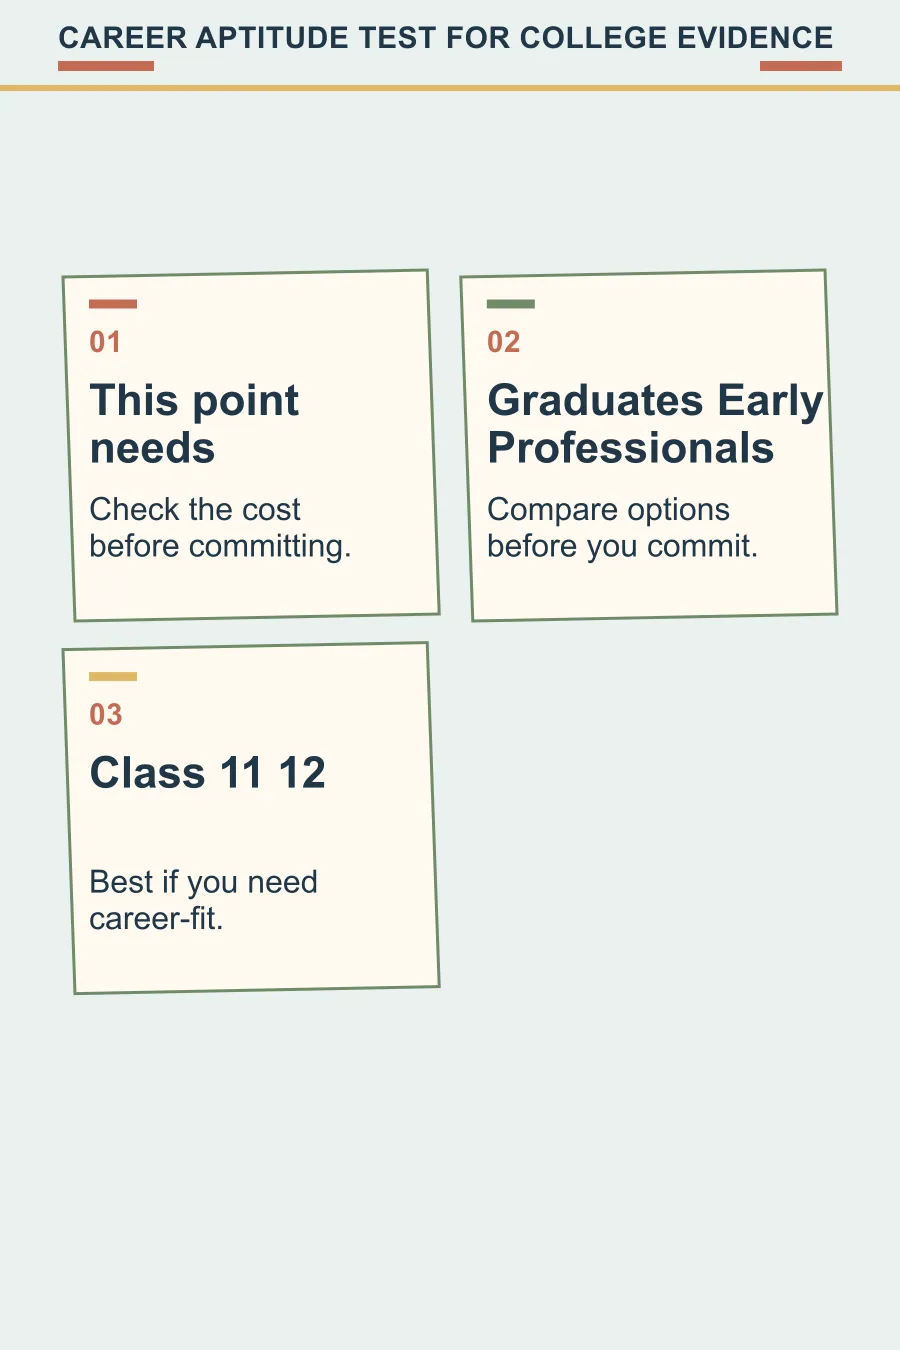 CAREER APTITUDE TEST FOR COLLEGE EVIDENCE
01
This point
needs
Check the cost
before committing.
02
Graduates Early
Professionals
Compare options
before you commit.
03
Class 11 12
Best if you need
career-fit.